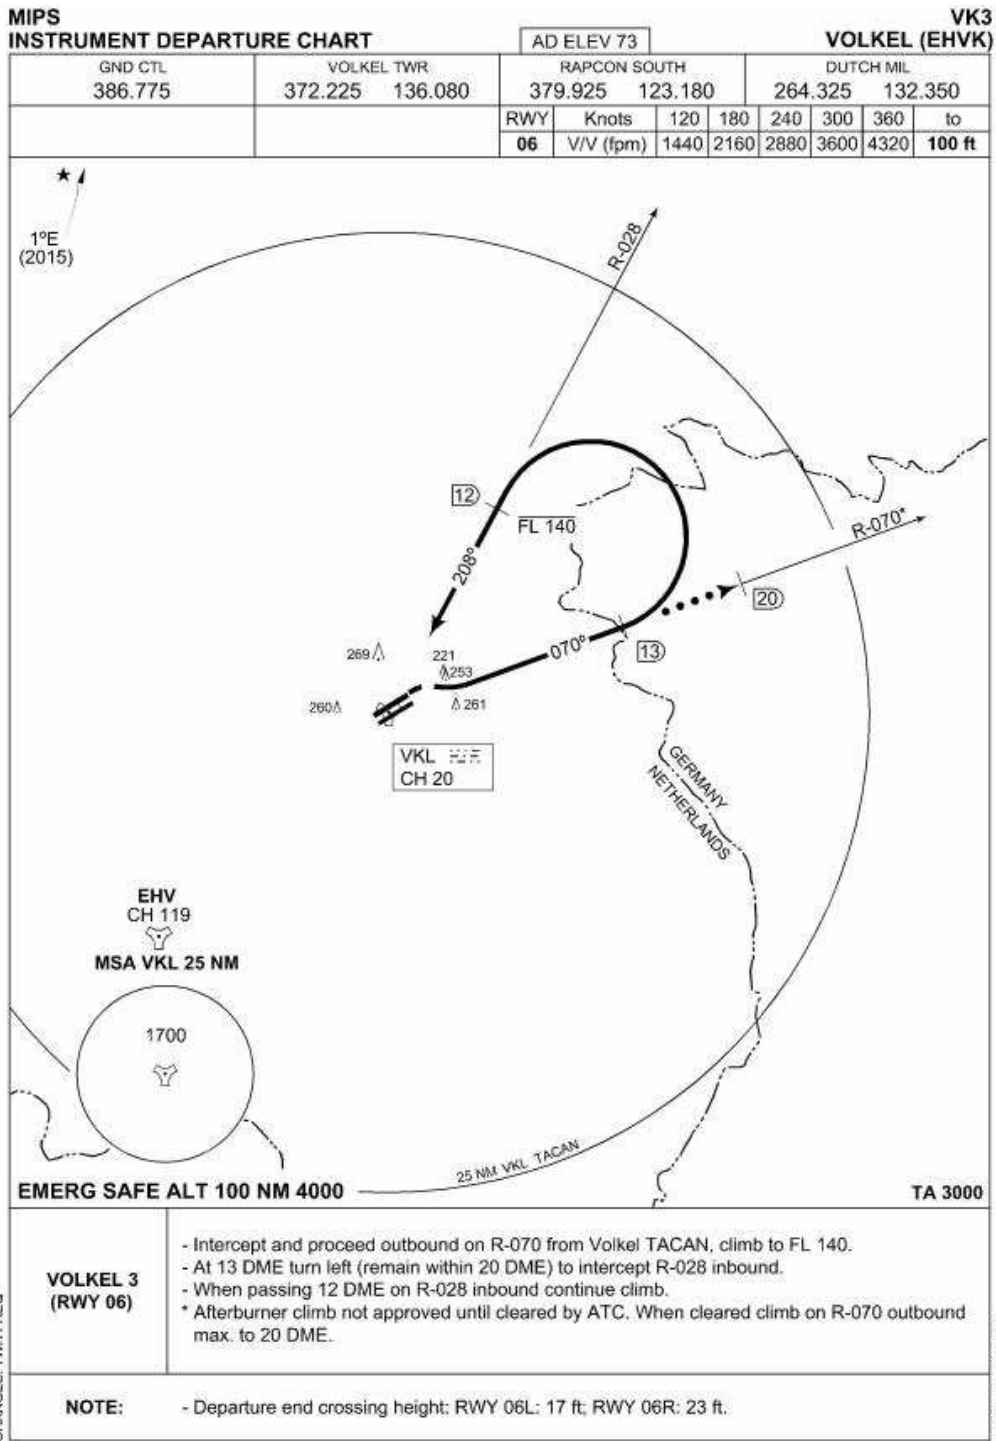 MIPS
VK3
INSTRUMENT DEPARTURE CHART
AD ELEV 73
VOLKEL (EHVK)
GND CTL
386.775
VOLKEL TWR
372.225 136.080
RAPCON SOUTH
379.925 123.180
DUTCH MIL
264.325 132.350
RWY Knots 120 180 240 300 360 to
06 V/V (fpm) 1440 2160 2880 3600 4320 100 ft
1ºE
(2015)
R-028
12
FL 140
R-070*
208º
20
070º
13
269
221
253
260
261
VKL
CH 20
GERMANY
NETHERLANDS
EHV
CH 119
MSA VKL 25 NM
1700
25 NM VKL TACAN
EMERG SAFE ALT 100 NM 4000
TA 3000
VOLKEL 3
(RWY 06)
- Intercept and proceed outbound on R-070 from Volkel TACAN, climb to FL 140.
- At 13 DME turn left (remain within 20 DME) to intercept R-028 inbound.
- When passing 12 DME on R-028 inbound continue climb.
* Afterburner climb not approved until cleared by ATC. When cleared climb on R-070 outbound
max. to 20 DME.
NOTE:
- Departure end crossing height: RWY 06L: 17 ft; RWY 06R: 23 ft.